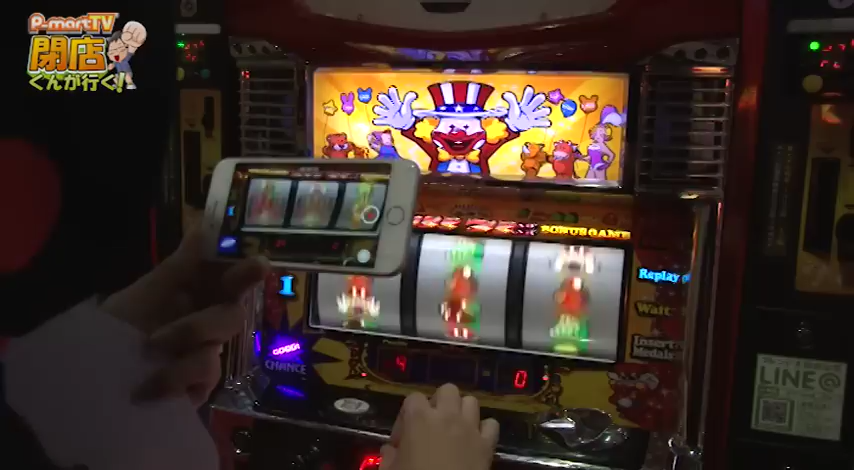 P-martTV
閉店
くんが行く!
BONUS GAME
Replay
Wait
Insert
Medals
1
GOGO!
CHANCE
4
0
LINE@